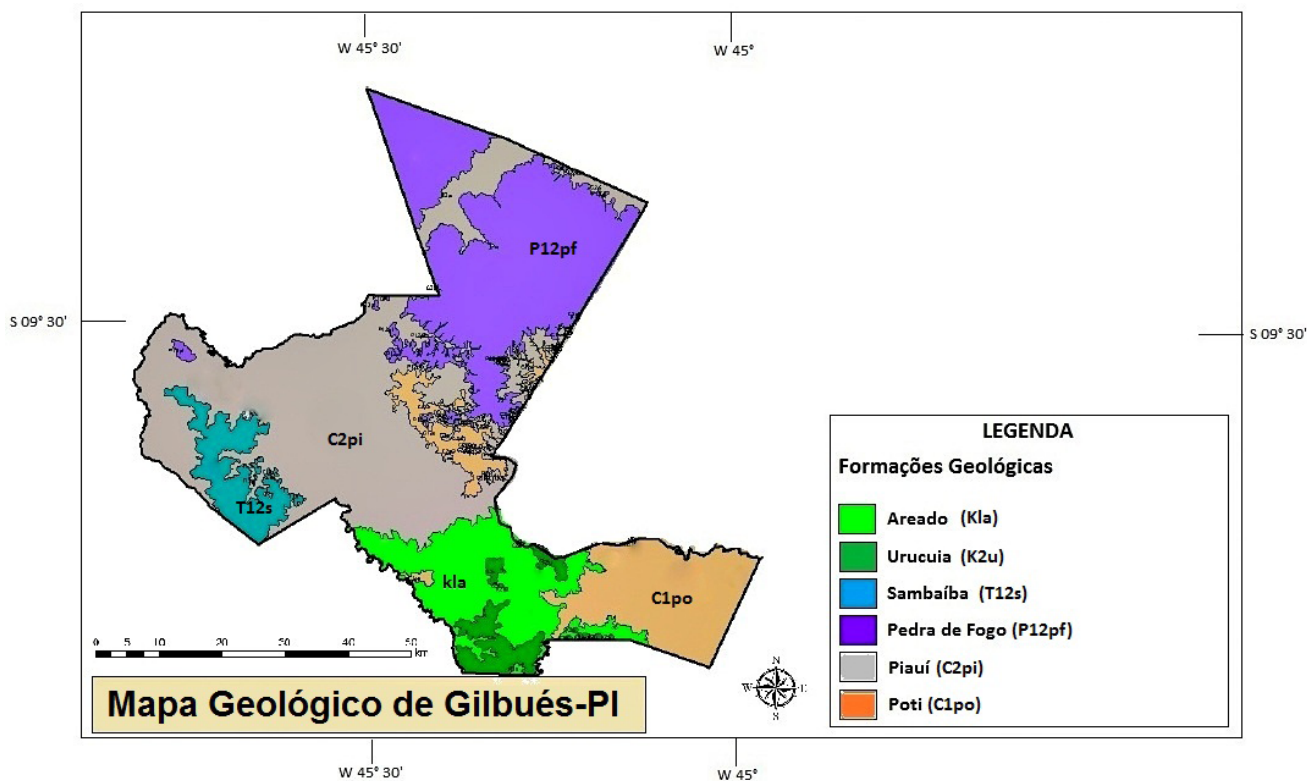 W 45° 30'
W 45°
P12pf
S 09° 30'
S 09° 30'
C2pi
T12s
kla
C1po
LEGENDA
Formações Geológicas
Areado (Kla)
Urucuia (K2u)
Sambaíba (T12s)
Pedra de Fogo (P12pf)
Piauí (C2pi)
Poti (C1po)
0 5 10 20 30 40 50
km
N
W E
S
Mapa Geológico de Gilbués-PI
W 45° 30'
W 45°